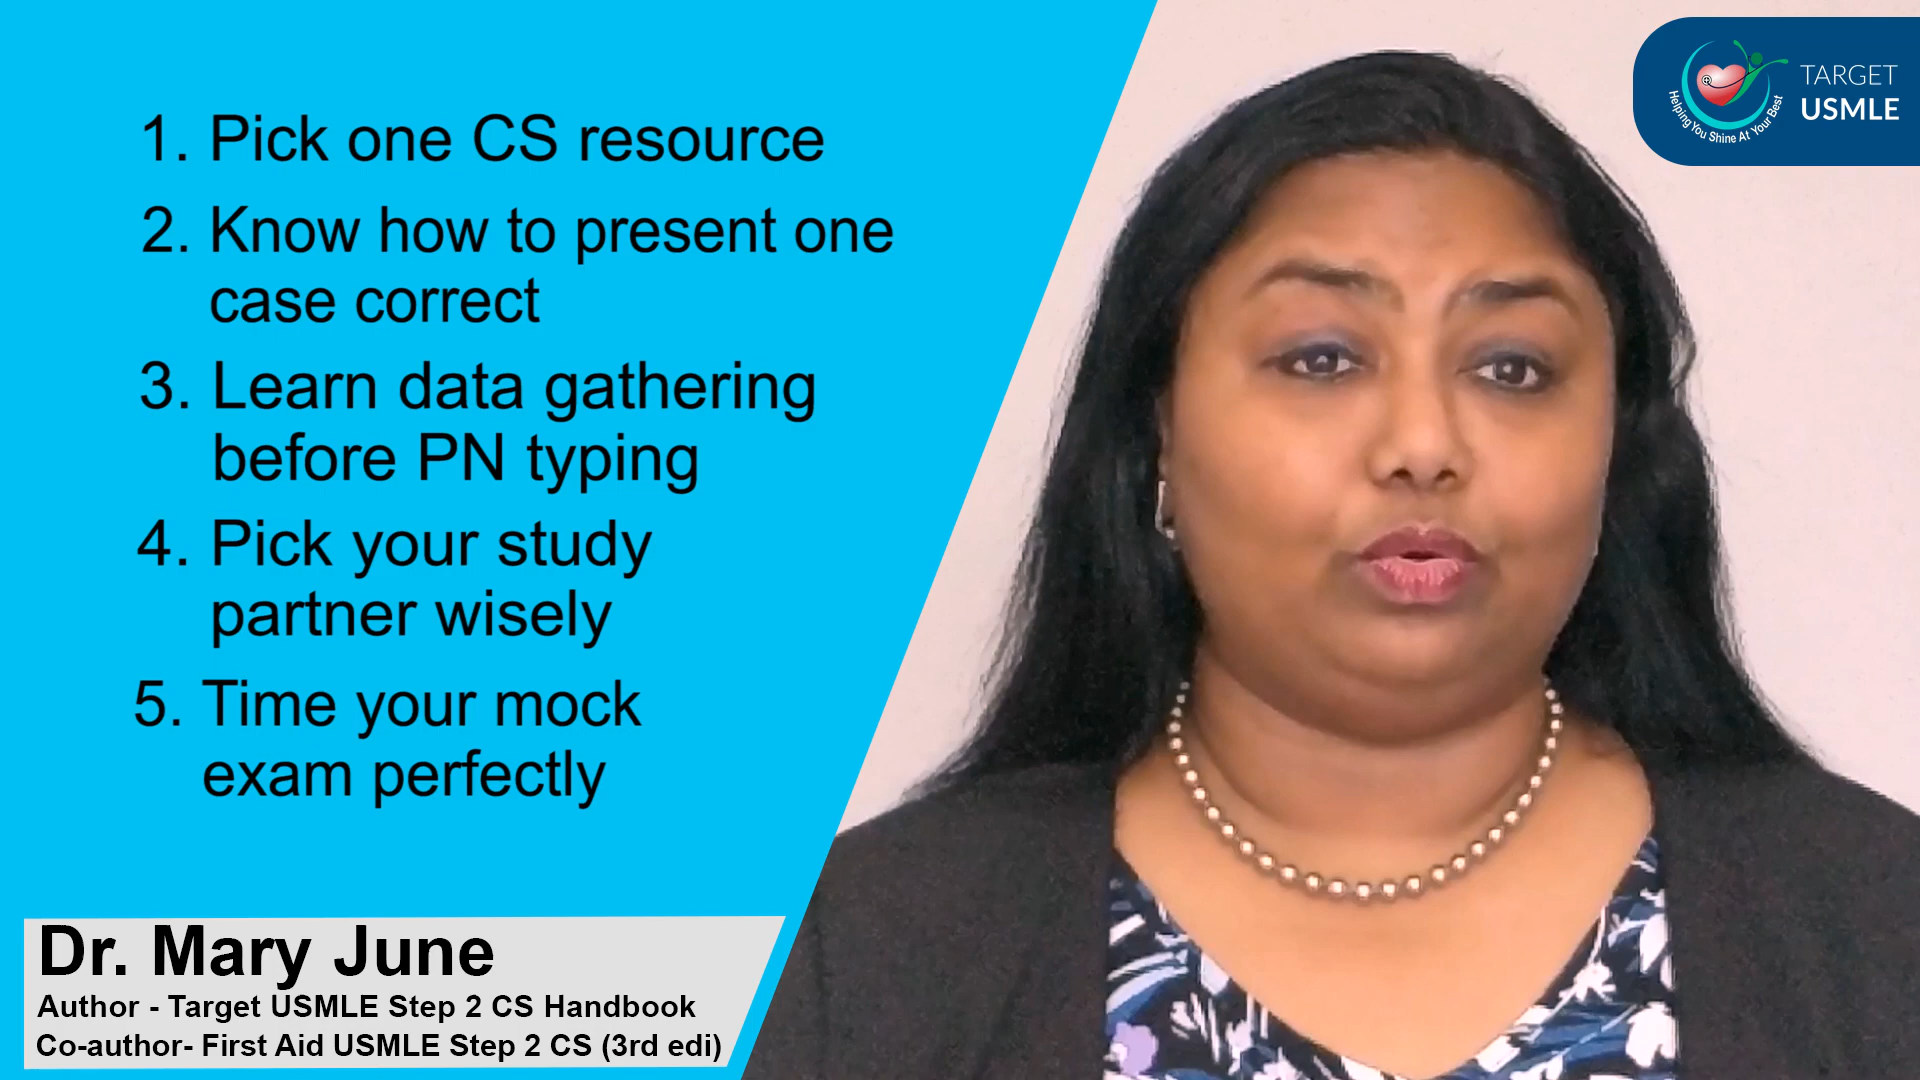 1. Pick one CS resource
2. Know how to present one
case correct
3. Learn data gathering
before PN typing
4. Pick your study
partner wisely
5. Time your mock
exam perfectly
Dr. Mary June
Author - Target USMLE Step 2 CS Handbook
Co-author- First Aid USMLE Step 2 CS (3rd edi)
Helping You Shine At Your Best
TARGET
USMLE